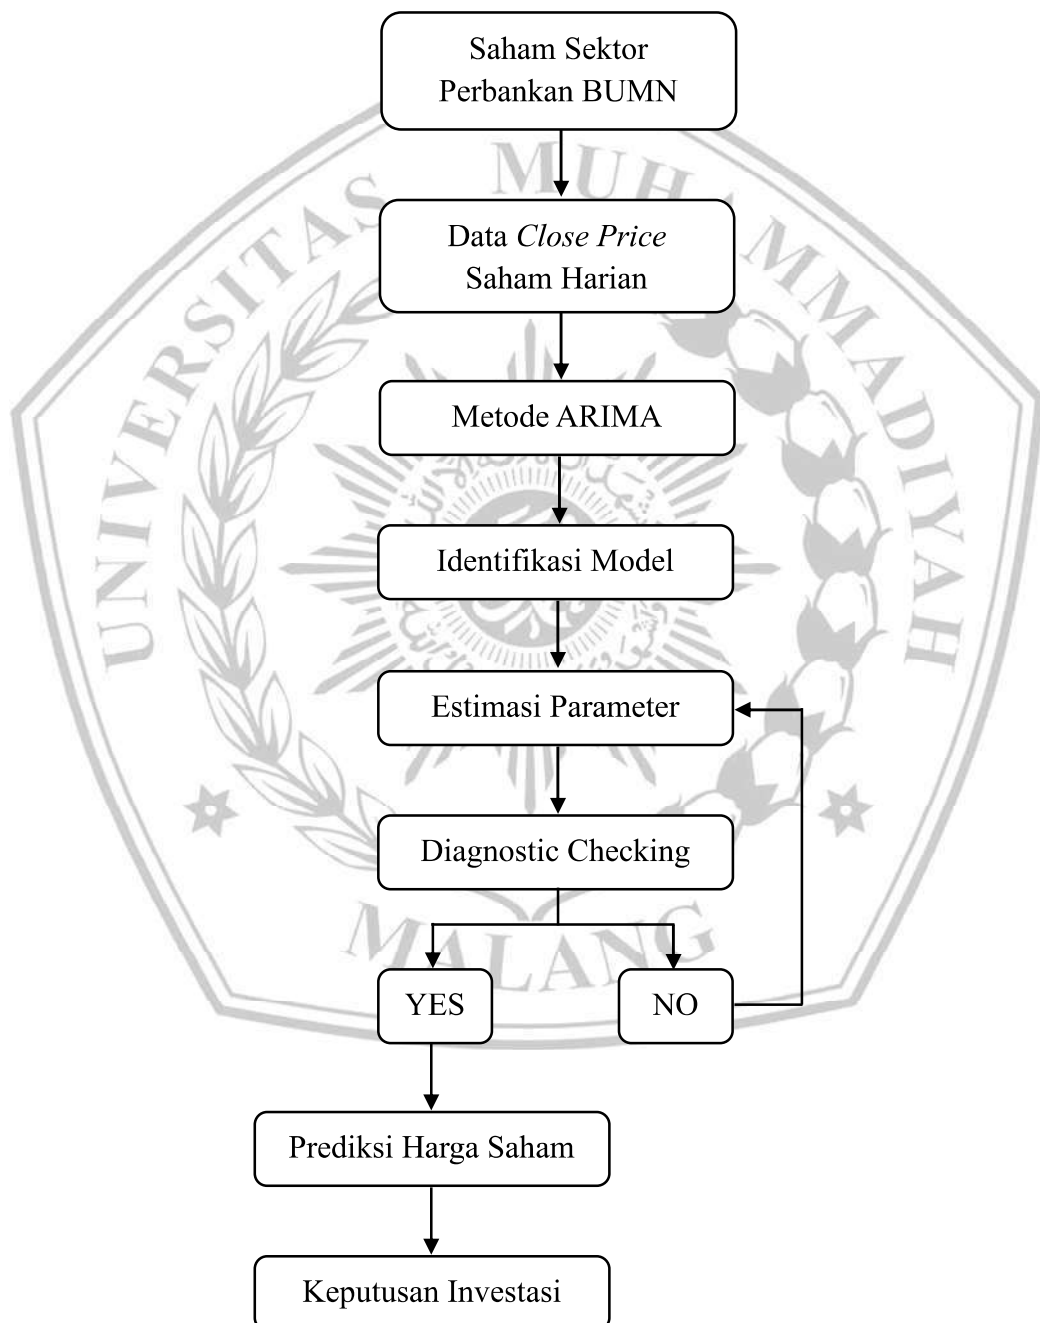 Saham Sektor
Perbankan BUMN
UNIVERSITAS MUHAMMADIYAH
Data Close Price
Saham Harian
Metode ARIMA
Identifikasi Model
Estimasi Parameter
Diagnostic Checking
MALANG
YES
NO
Prediksi Harga Saham
Keputusan Investasi